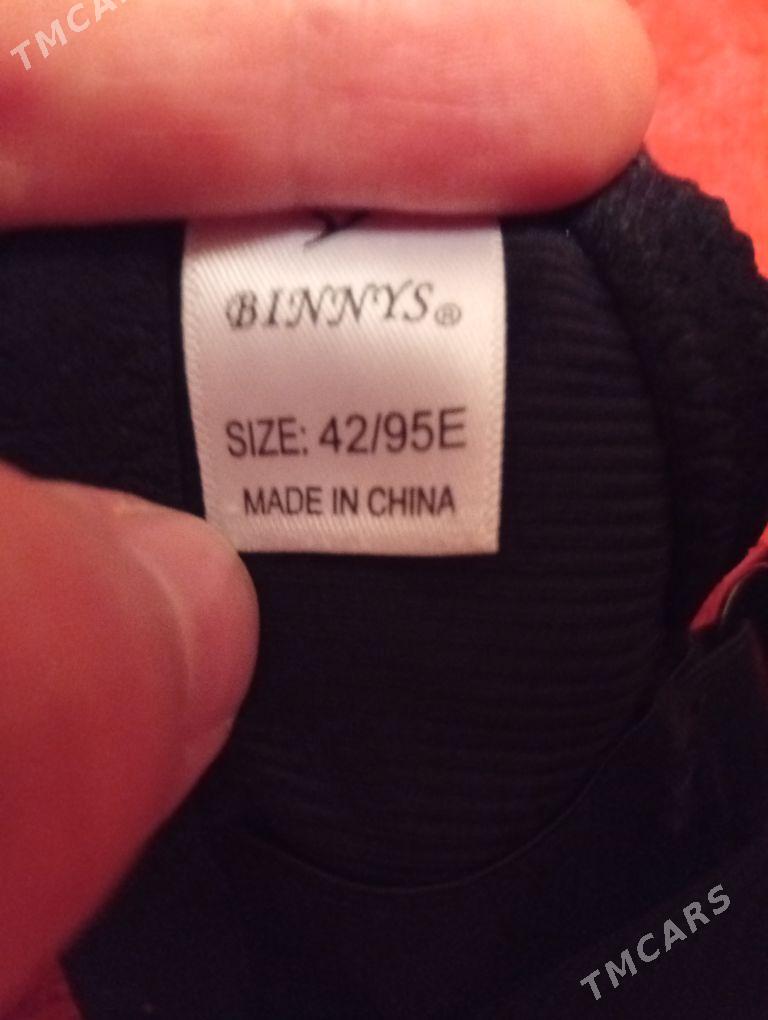 TMCARS
BINNYS®
SIZE: 42/95E
MADE IN CHINA
TMCARS